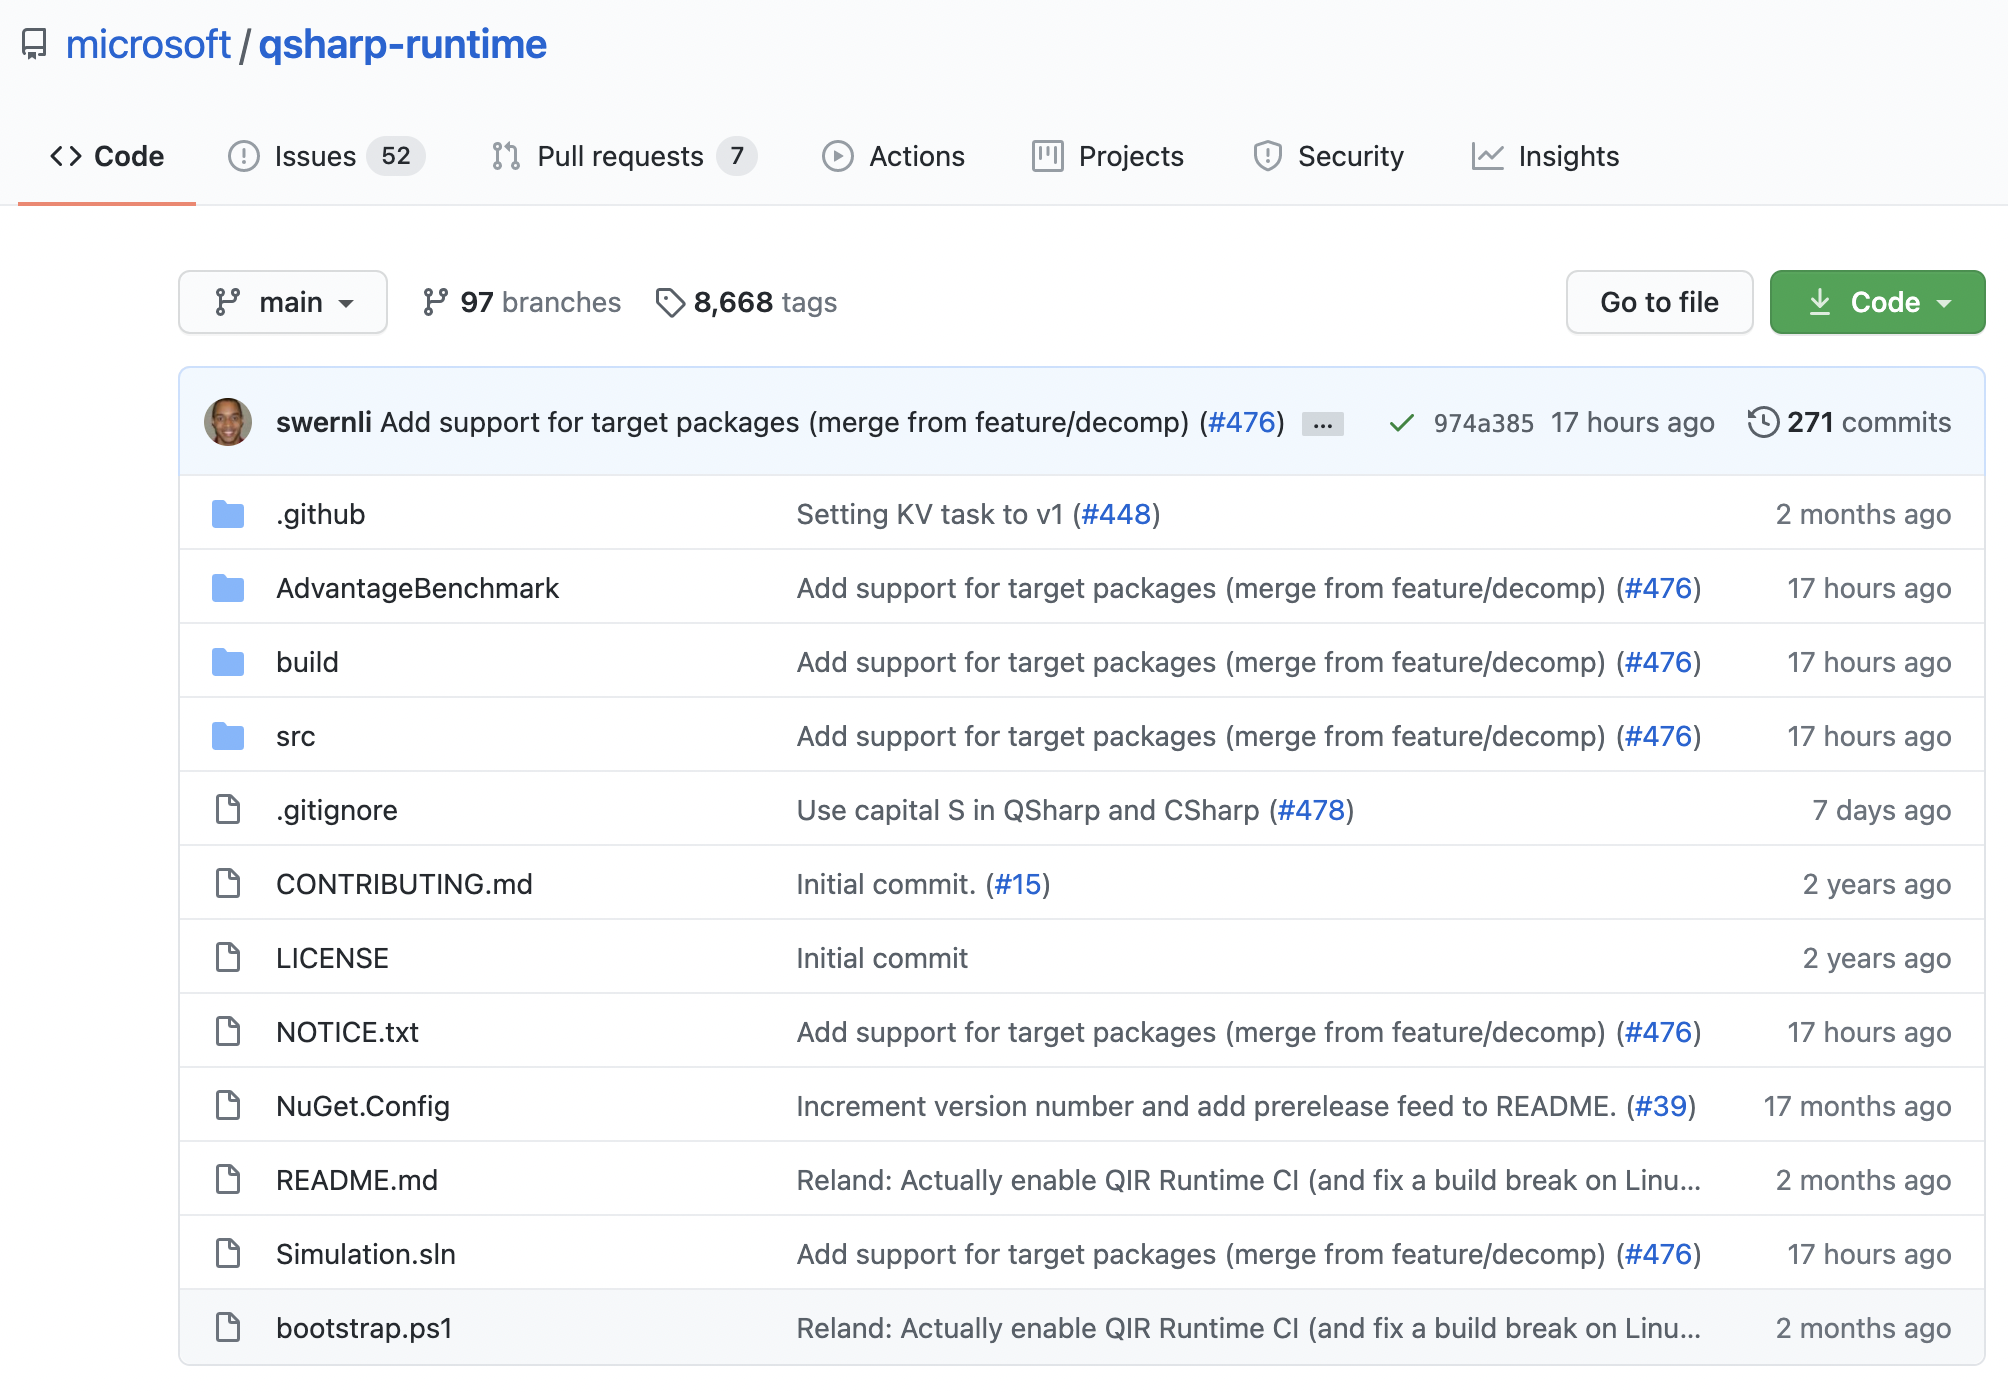 microsoft / qsharp-runtime
Code Issues 52 Pull requests 7 Actions Projects Security Insights
main 97 branches 8,668 tags Go to file Code
swernli Add support for target packages (merge from feature/decomp) (#476) ... 974a385 17 hours ago 271 commits
.github Setting KV task to v1 (#448) 2 months ago
AdvantageBenchmark Add support for target packages (merge from feature/decomp) (#476) 17 hours ago
build Add support for target packages (merge from feature/decomp) (#476) 17 hours ago
src Add support for target packages (merge from feature/decomp) (#476) 17 hours ago
.gitignore Use capital S in QSharp and CSharp (#478) 7 days ago
CONTRIBUTING.md Initial commit. (#15) 2 years ago
LICENSE Initial commit 2 years ago
NOTICE.txt Add support for target packages (merge from feature/decomp) (#476) 17 hours ago
NuGet.Config Increment version number and add prerelease feed to README. (#39) 17 months ago
README.md Reland: Actually enable QIR Runtime CI (and fix a build break on Linu... 2 months ago
Simulation.sln Add support for target packages (merge from feature/decomp) (#476) 17 hours ago
bootstrap.ps1 Reland: Actually enable QIR Runtime CI (and fix a build break on Linu... 2 months ago